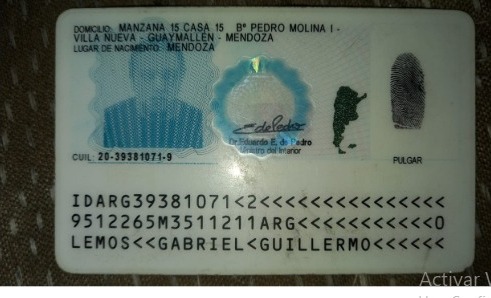 DOMICILIO: MANZANA 15 CASA 15 Bº PEDRO MOLINA I -
VILLA NUEVA - GUAYMALLEN - MENDOZA
LUGAR DE NACIMIENTO: MENDOZA
Dr. Eduardo E. de Pedro
Ministro del Interior
CUIL: 20-39381071-9
PULGAR
IDARG39381071<2<<<<<<<<<<<<<<<
9512265M3511211ARG<<<<<<<<<<<0
LEMOS<<GABRIEL<GUILLERMO<<<<<<
Activar